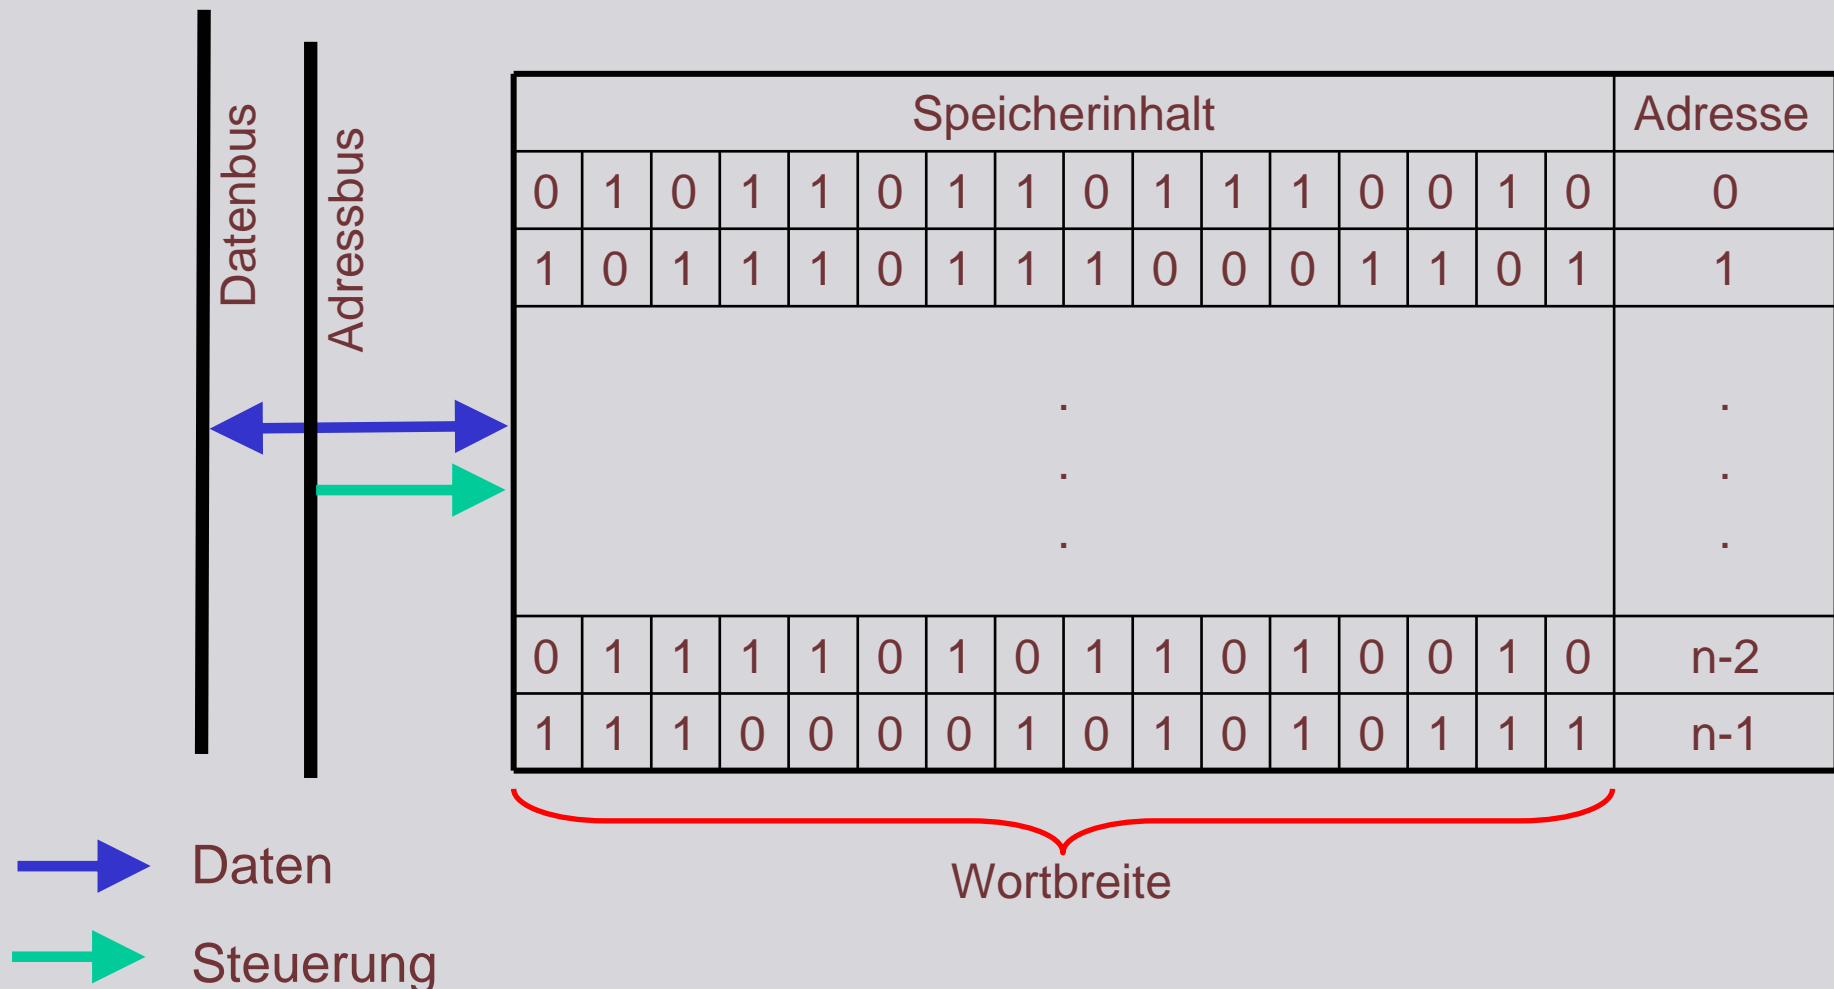 Datenbus
Adressbus
Speicherinhalt Adresse
0 1 0 1 1 0 1 1 0 1 1 1 0 0 1 0 0
1 0 1 1 1 0 1 1 1 0 0 0 1 1 0 1 1
. .
. .
. .
0 1 1 1 1 0 1 0 1 1 0 1 0 0 1 0 n-2
1 1 1 0 0 0 0 1 0 1 0 1 0 1 1 1 n-1
Wortbreite
Daten
Steuerung